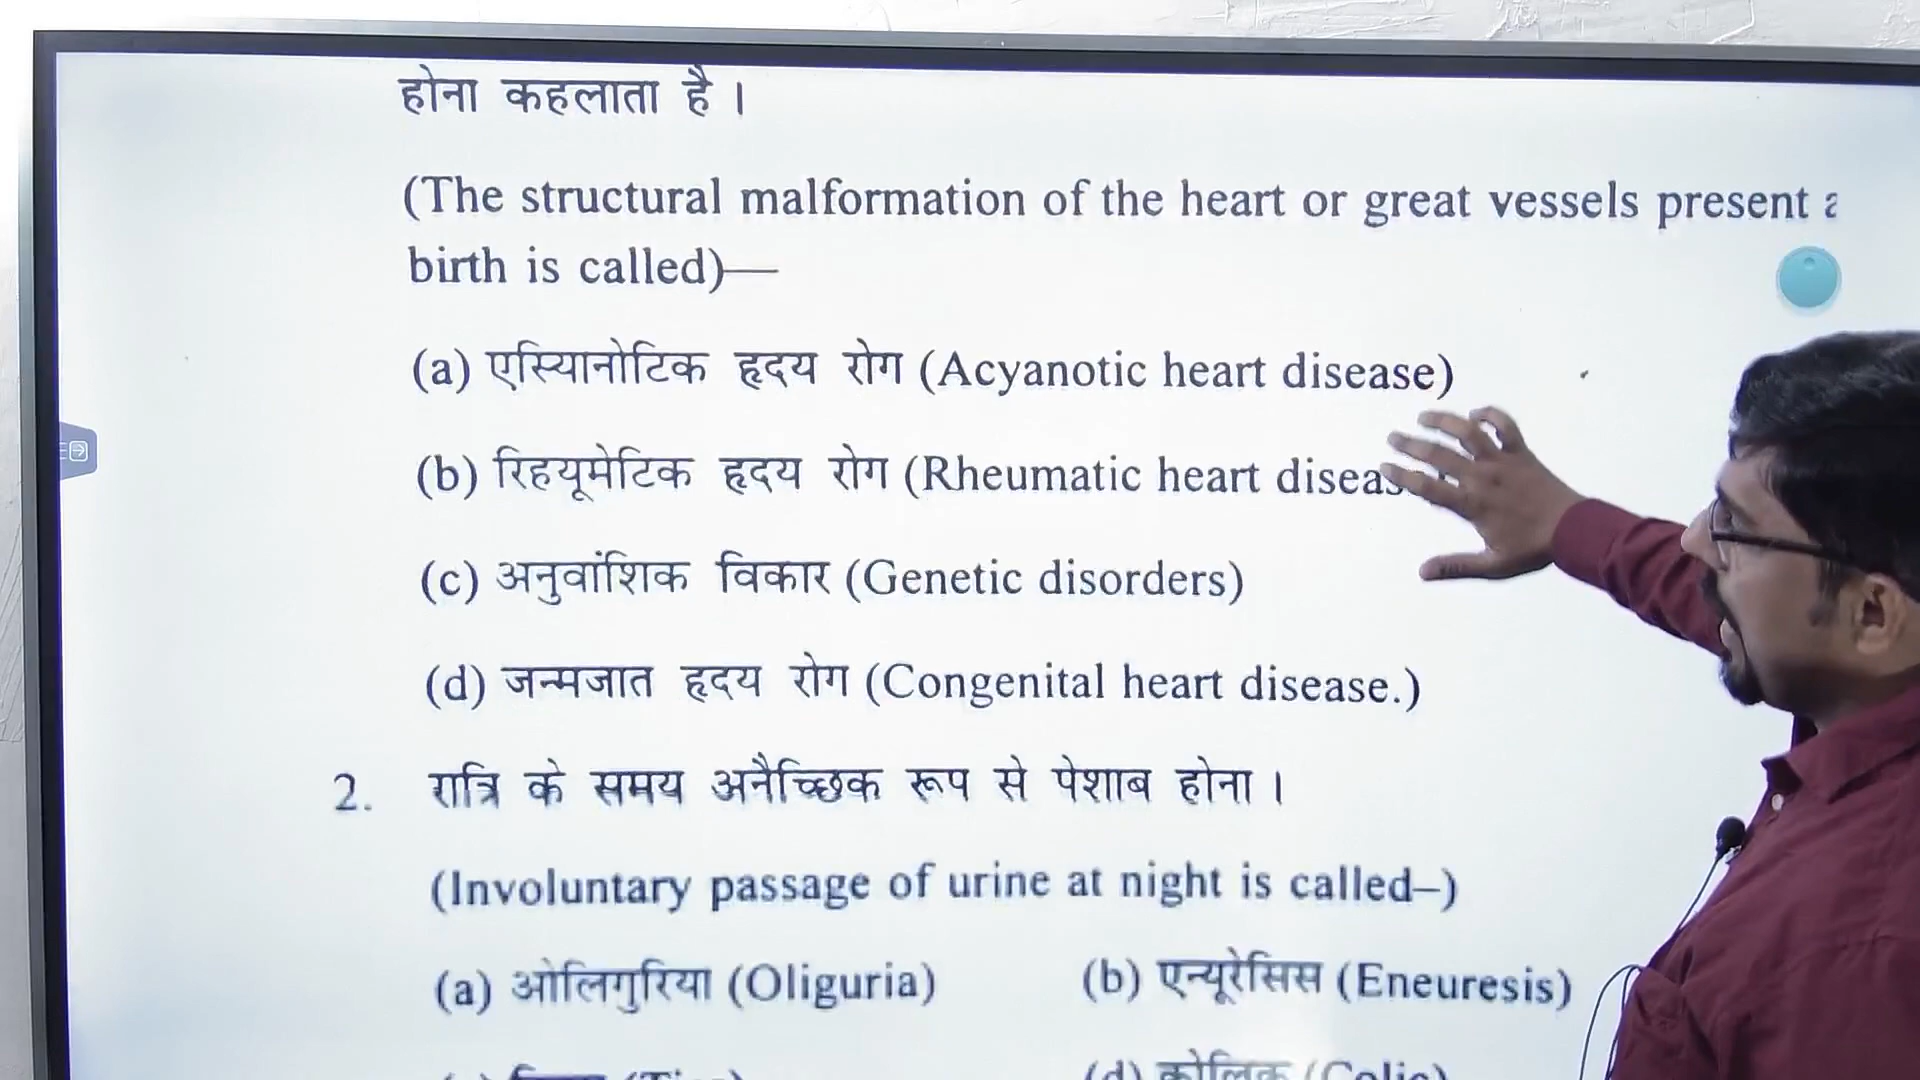 होना कहलाता है ।
(The structural malformation of the heart or great vessels present
birth is called)—
(a) एस्यिानोटिक हृदय रोग (Acyanotic heart disease)
(b) रिहयूमेटिक हृदय रोग (Rheumatic heart
(c) अनुवांशिक विकार (Genetic disorders)
(d) जन्मजात हृदय रोग (Congenital heart disease.)
2. रात्रि के समय अनैच्छिक रूप से पेशाब होना ।
(Involuntary passage of urine at night is called–)
(a) ओलिगुरिया (Oliguria) (b) एन्यूरेसिस (Eneuresis)
(d) कोलिक (Colic)